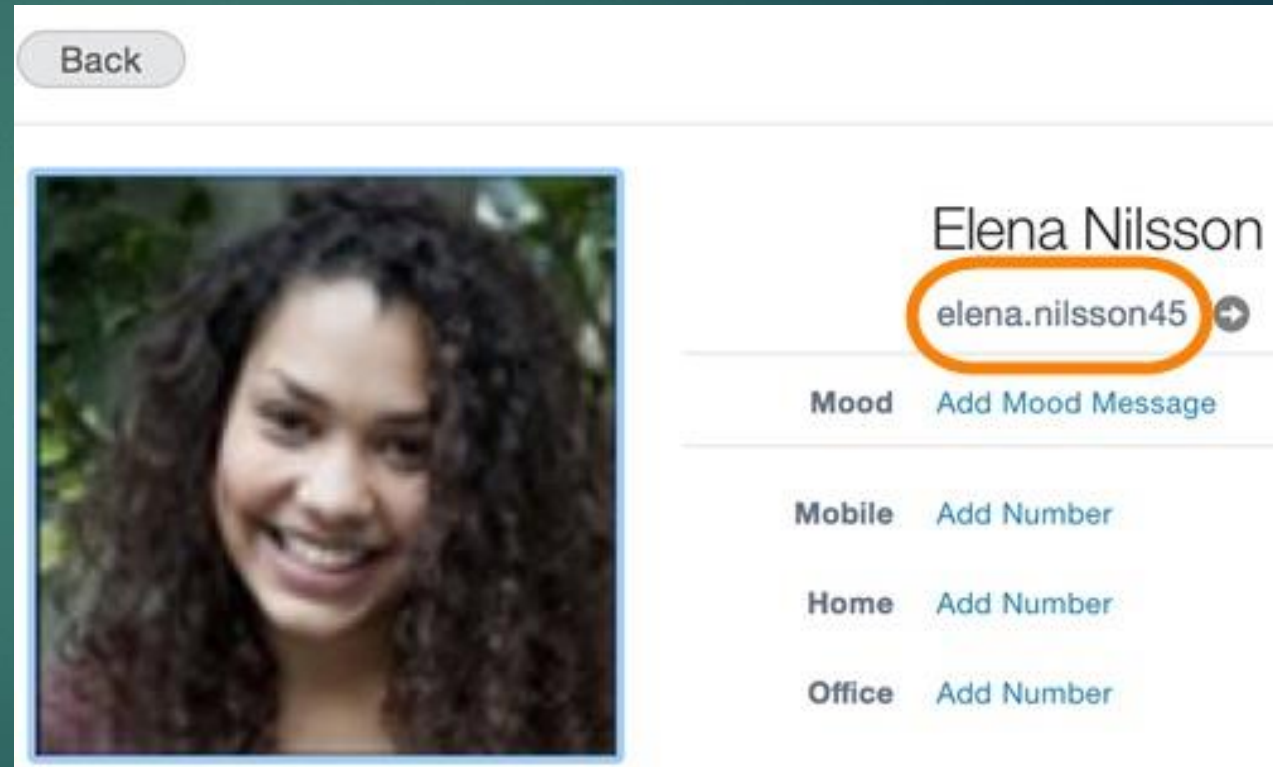 Back
Elena Nilsson
elena.nilsson45
Mood Add Mood Message
Mobile Add Number
Home Add Number
Office Add Number